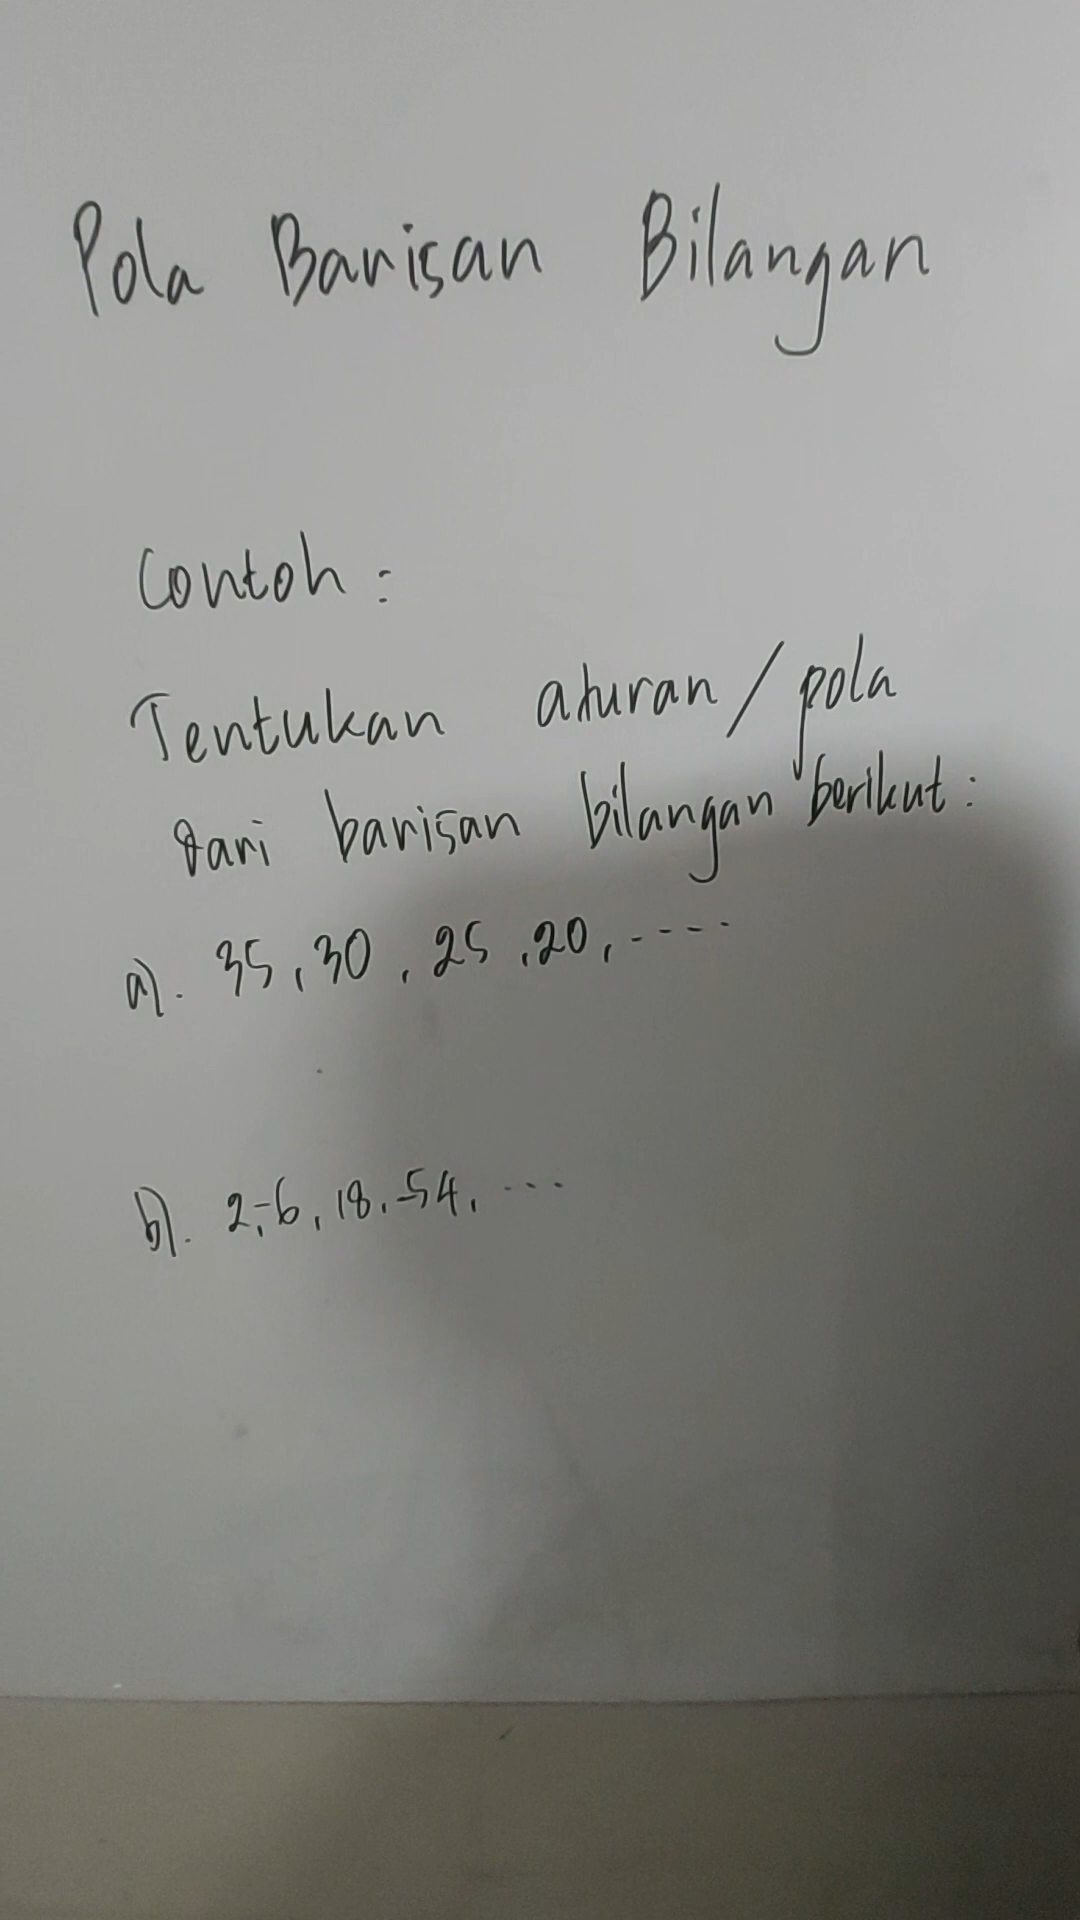 Pola Barisan Bilangan
Contoh :
Tentukan aturan / pola
dari barisan bilangan berikut :
a). 35, 30, 25, 20, ....
b). 2, -6, 18, -54, ...